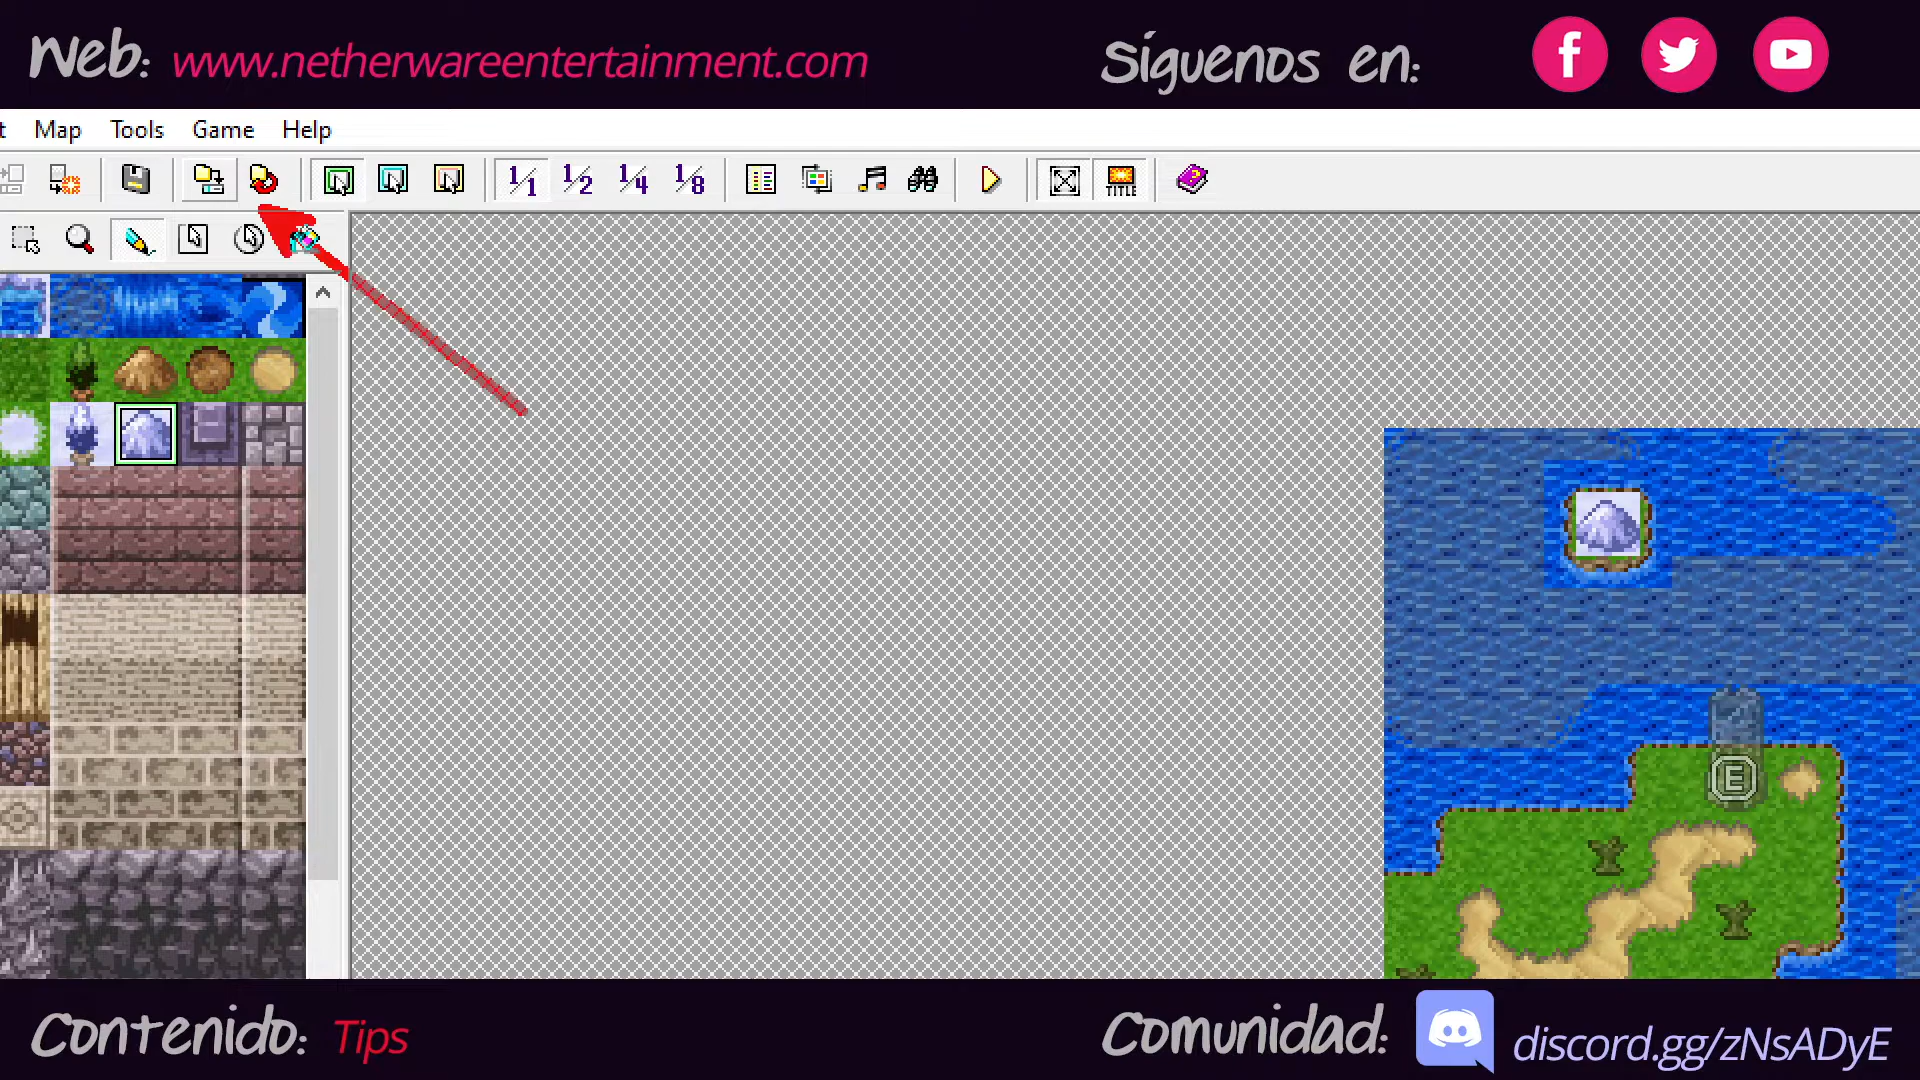 Web: www.netherwareentertainment.com
Síguenos en:
Map Tools Game Help
1/1 1/2 1/4 1/8 TITLE
E
Contenido: Tips
Comunidad: discord.gg/zNsADyE